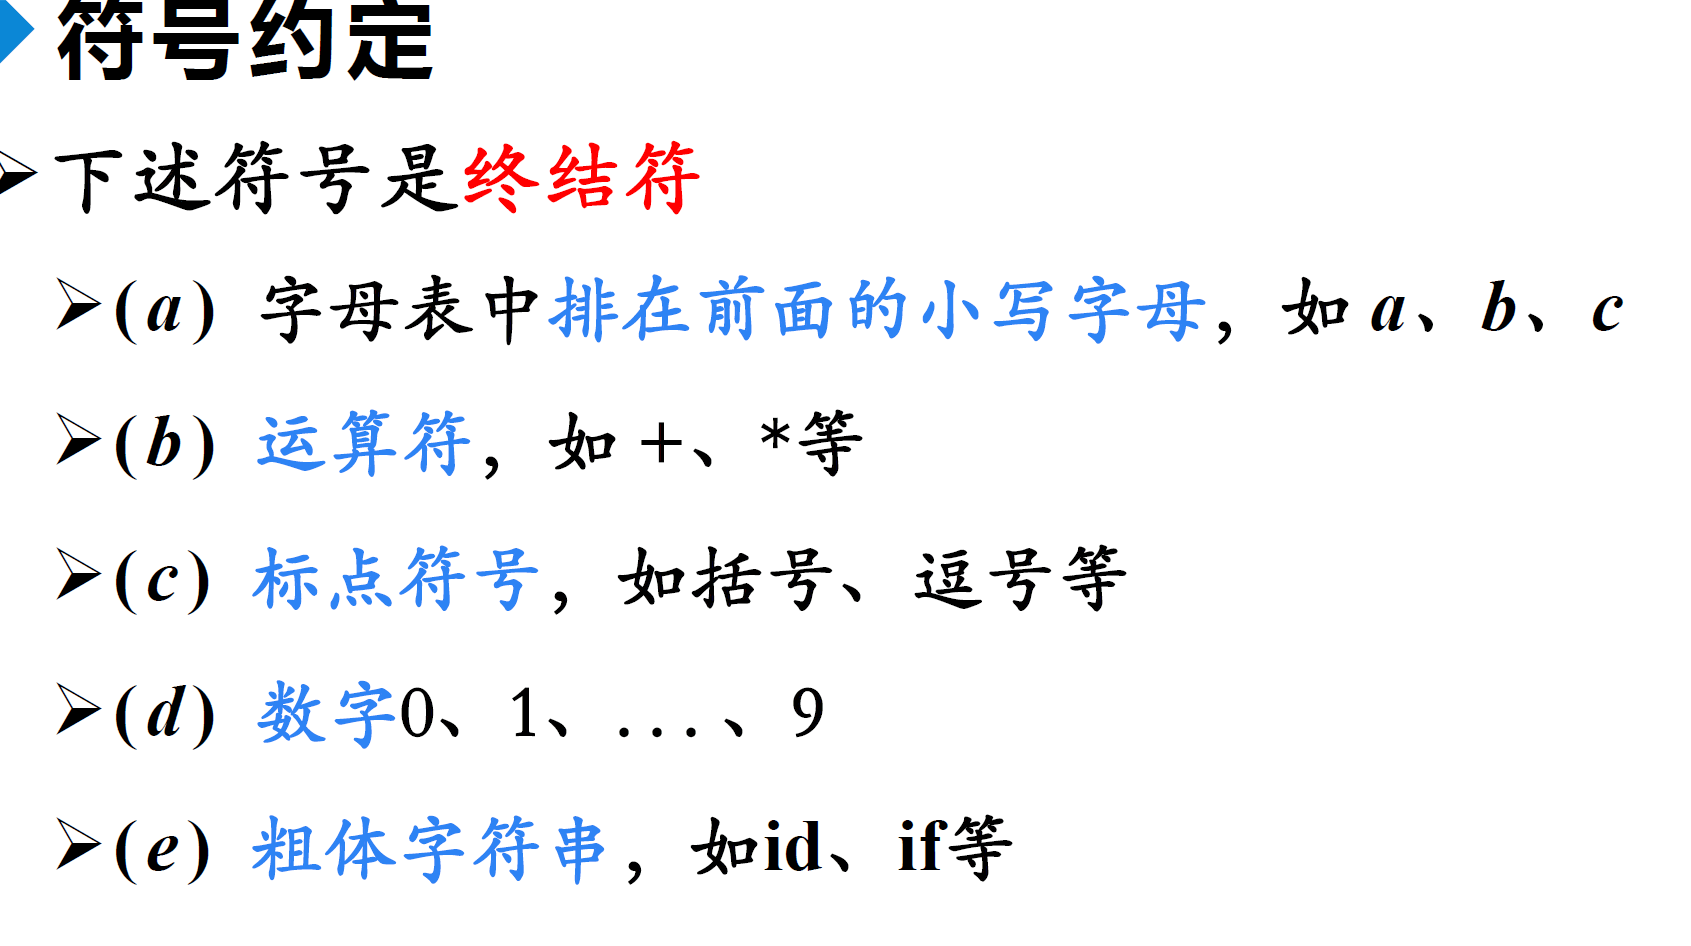 符号约定
下述符号是终结符
(a) 字母表中排在前面的小写字母，如 a、b、c
(b) 运算符，如 +、*等
(c) 标点符号，如括号、逗号等
(d) 数字0、1、...、9
(e) 粗体字符串，如id、if等